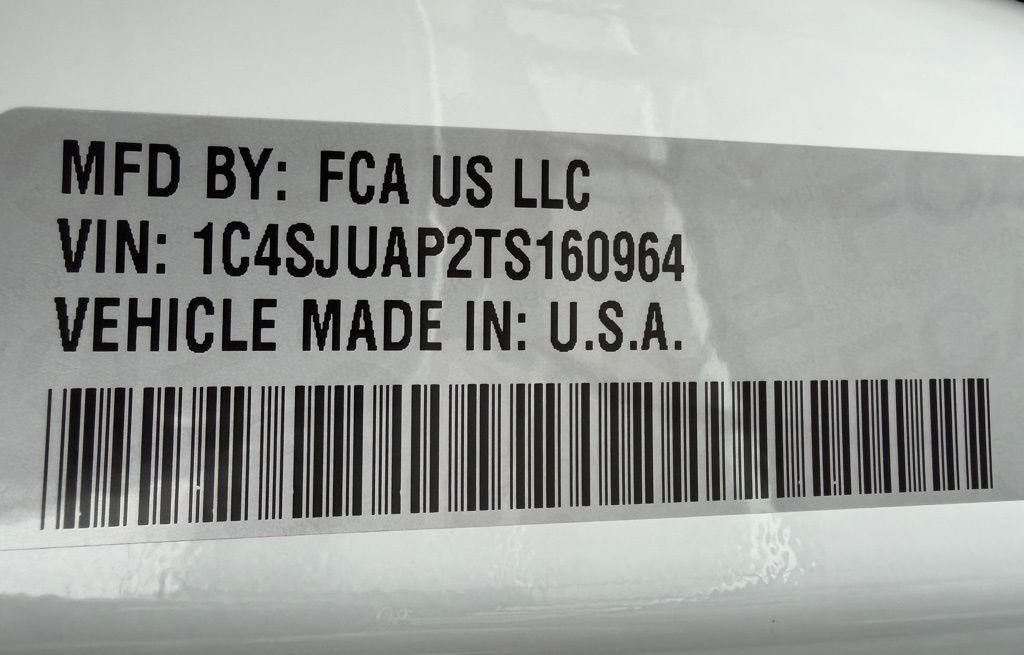 MFD BY: FCA US LLC
VIN: 1C4SJUAP2TS160964
VEHICLE MADE IN: U.S.A.